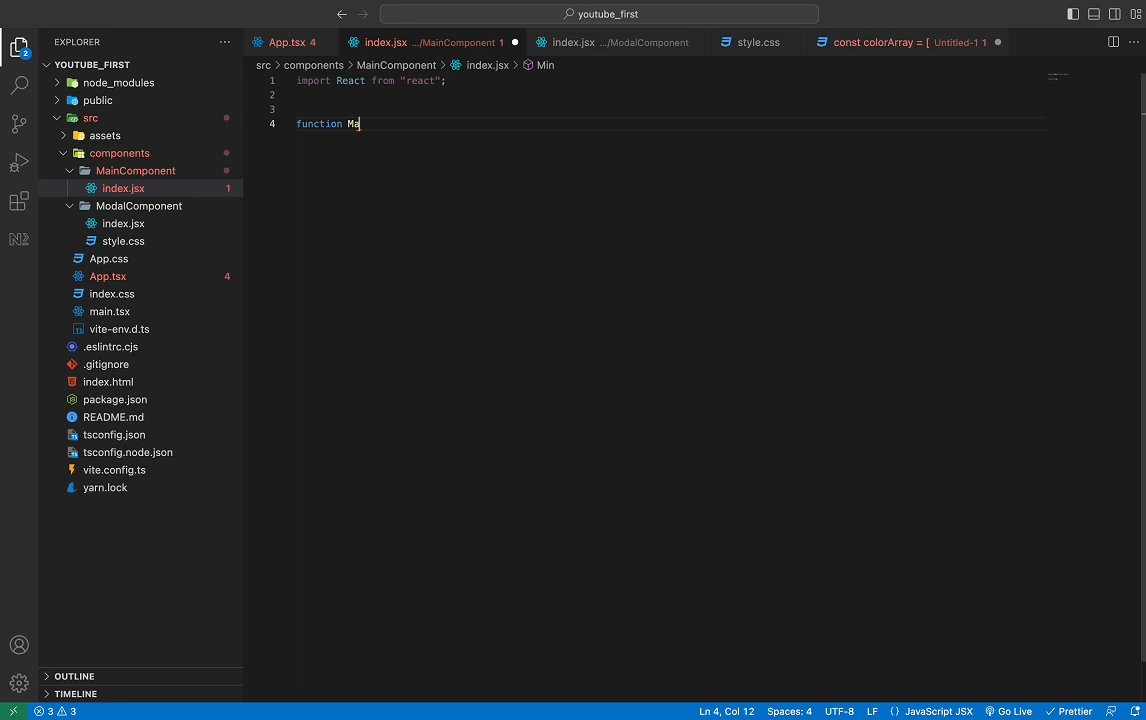 youtube_first
2
EXPLORER
App.tsx 4
index.jsx .../MainComponent 1
index.jsx .../ModalComponent
style.css
const colorArray = [ Untitled-1 1
YOUTUBE_FIRST
src > components > MainComponent > index.jsx > Min
node_modules
public
src
assets
components
MainComponent
index.jsx 1
ModalComponent
index.jsx
style.css
App.css
App.tsx 4
index.css
main.tsx
vite-env.d.ts
.eslintrc.cjs
.gitignore
index.html
package.json
README.md
tsconfig.json
tsconfig.node.json
vite.config.ts
yarn.lock
1 import React from "react";
2
3
4 function Ma
OUTLINE
TIMELINE
3 3
Ln 4, Col 12 Spaces: 4 UTF-8 LF {} JavaScript JSX Go Live Prettier